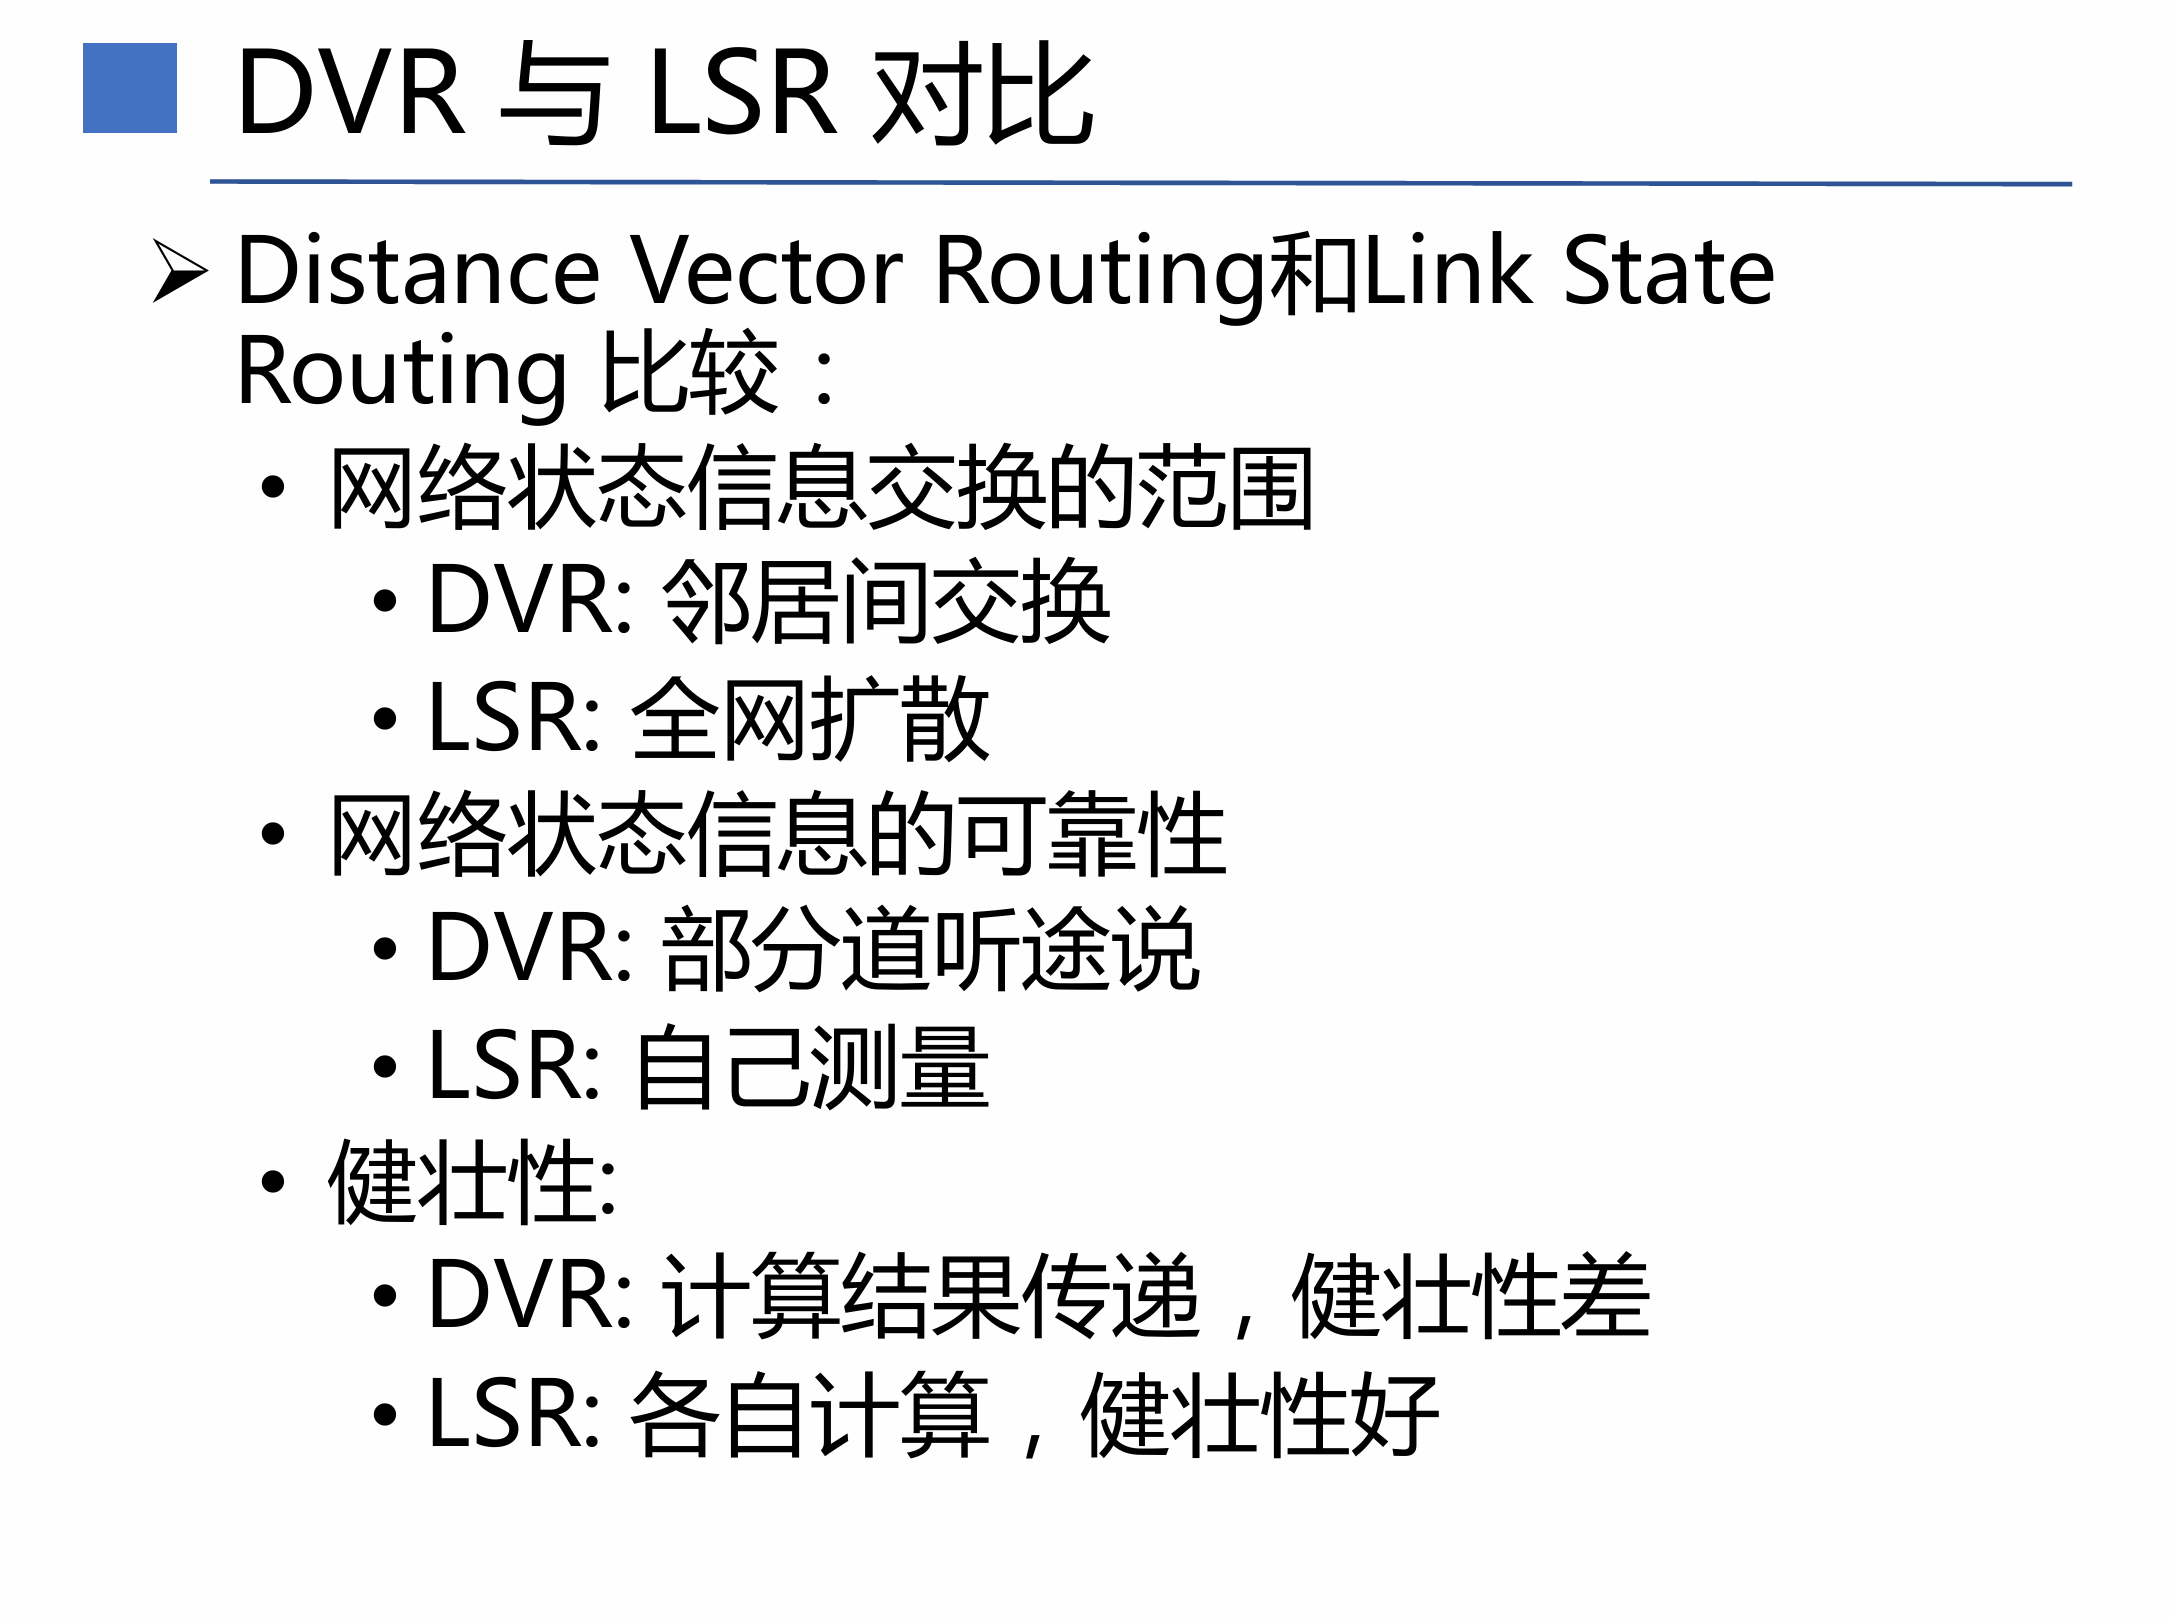 DVR 与 LSR 对比
Distance Vector Routing和Link State
Routing 比较：
• 网络状态信息交换的范围
• DVR: 邻居间交换
• LSR: 全网扩散
• 网络状态信息的可靠性
• DVR: 部分道听途说
• LSR: 自己测量
• 健壮性:
• DVR: 计算结果传递，健壮性差
• LSR: 各自计算，健壮性好